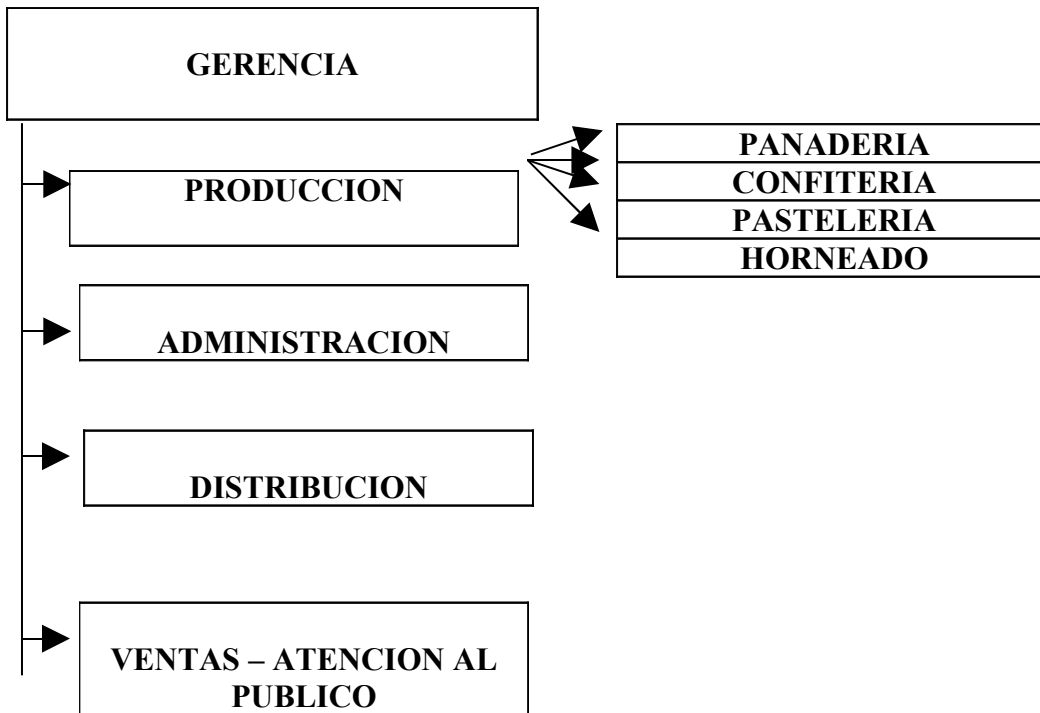 GERENCIA
PRODUCCION
PANADERIA
CONFITERIA
PASTELERIA
HORNEADO
ADMINISTRACION
DISTRIBUCION
VENTAS – ATENCION AL
PUBLICO